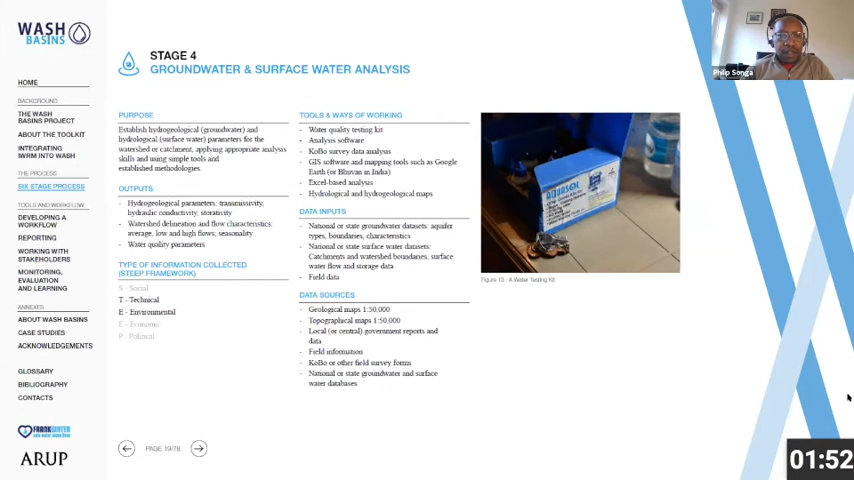 WASH
BASINS
HOME
BACKGROUND
THE WASH
BASINS PROJECT
ABOUT THE TOOLKIT
INTEGRATING
IWRM INTO WASH
THE PROCESS
SIX STAGE PROCESS
TOOLS AND WORKFLOW
DEVELOPING A
WORKFLOW
REPORTING
WORKING WITH
STAKEHOLDERS
MONITORING,
EVALUATION
AND LEARNING
ANNEXES
ABOUT WASH BASINS
CASE STUDIES
ACKNOWLEDGEMENTS
GLOSSARY
BIBLIOGRAPHY
CONTACTS
FRANKWATER
ARUP
STAGE 4
GROUNDWATER & SURFACE WATER ANALYSIS
PURPOSE
Establish hydrogeological (groundwater) and
hydrological (surface water) parameters for the
watershed or catchment, applying appropriate analysis
skills and using simple tools and
established methodologies.
OUTPUTS
- Hydrogeological parameters: transmissivity,
hydraulic conductivity, storativity
- Watershed delineation and flow characteristics:
average, low and high flows; seasonality
- Water quality parameters
TYPE OF INFORMATION COLLECTED
(STEEP FRAMEWORK)
S - Social
T - Technical
E - Environmental
E - Economic
P - Political
TOOLS & WAYS OF WORKING
- Water quality testing kit
- Analysis software
- KoBo survey data analysis
- GIS software and mapping tools such as Google
Earth (or Bhuvan in India)
- Excel-based analysis
- Hydrological and hydrogeological maps
DATA INPUTS
- National or state groundwater datasets: aquifer
types, boundaries, characteristics
- National or state surface water datasets:
Catchments and watershed boundaries, surface
water flow and storage data
- Field data
DATA SOURCES
- Geological maps 1:50,000
- Topographical maps 1:50,000
- Local (or central) government reports and
data
- Field information
- KoBo or other field survey forms
- National or state groundwater and surface
water databases
AQUASOL
Figure 13 - A Water Testing Kit
PAGE 19/78
Philip Songa
01:52